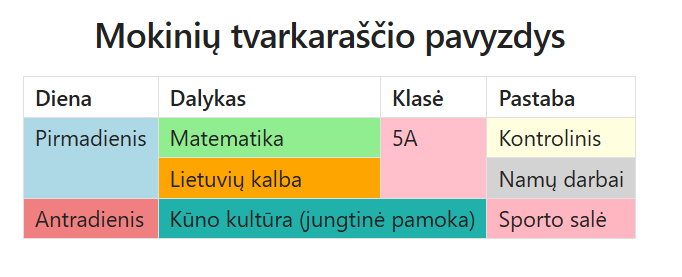 Mokinių tvarkaraščio pavyzdys
Diena Dalykas Klasė Pastaba
Pirmadienis Matematika 5A Kontrolinis
Lietuvių kalba Namų darbai
Antradienis Kūno kultūra (jungtinė pamoka) Sporto salė